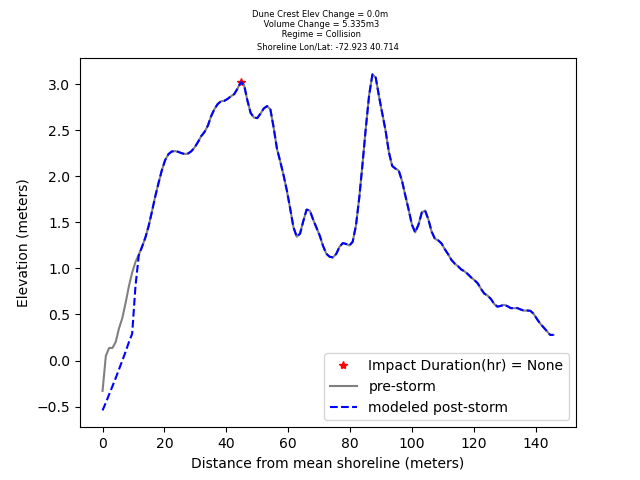 Dune Crest Elev Change = 0.0m
Volume Change = 5.335m3
Regime = Collision
Shoreline Lon/Lat: -72.923 40.714
3.0
2.5
2.0
1.5
1.0
0.5
0.0
−0.5
Elevation (meters)
Impact Duration(hr) = None
pre-storm
modeled post-storm
0 20 40 60 80 100 120 140
Distance from mean shoreline (meters)